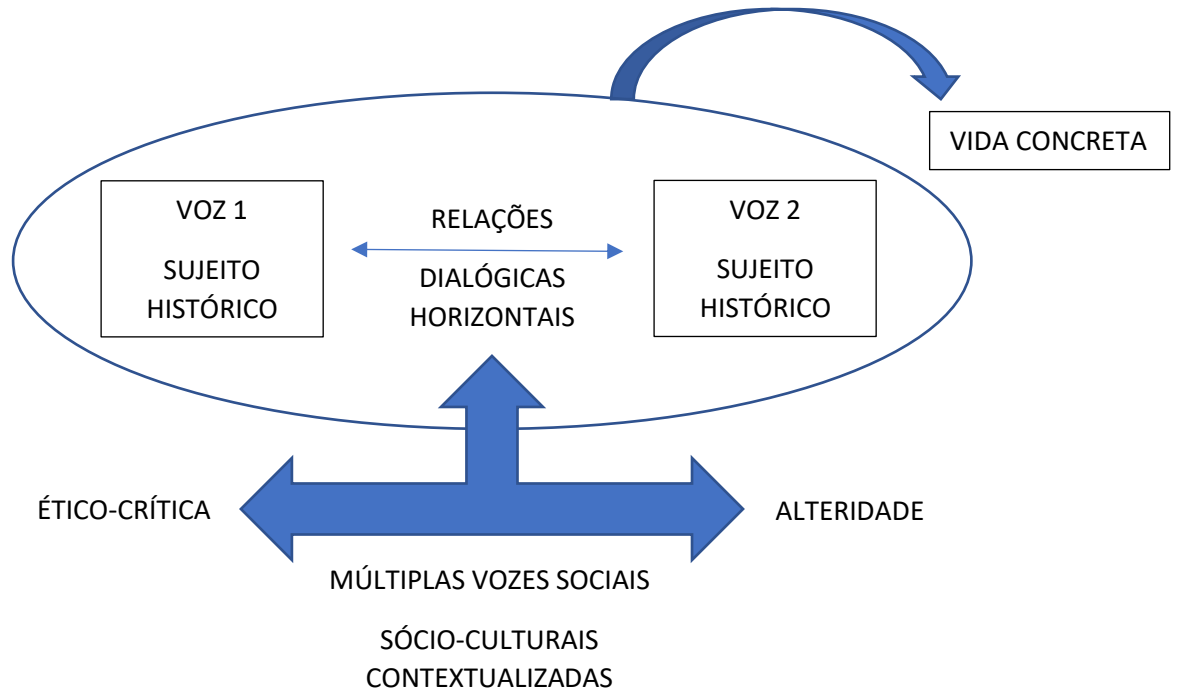 VIDA CONCRETA
VOZ 1
SUJEITO
HISTÓRICO
RELAÇÕES
DIALÓGICAS
HORIZONTAIS
VOZ 2
SUJEITO
HISTÓRICO
ÉTICO-CRÍTICA
ALTERIDADE
MÚLTIPLAS VOZES SOCIAIS
SÓCIO-CULTURAIS
CONTEXTUALIZADAS